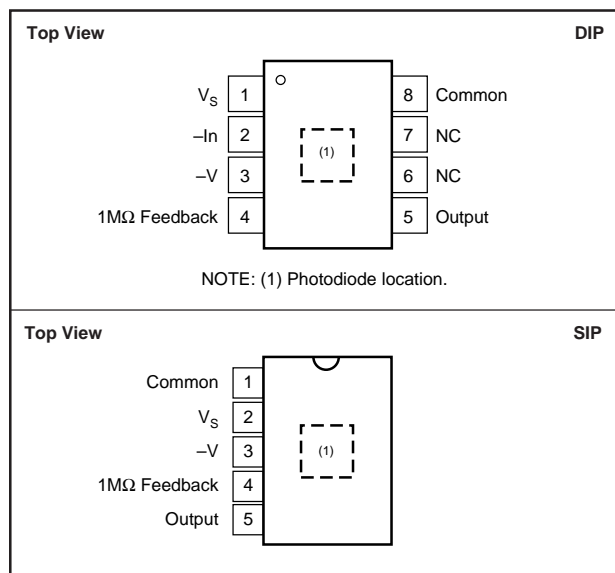 Top View DIP
V_S 1 8 Common
–In 2 7 NC
(1)
–V 3 6 NC
1MΩ Feedback 4 5 Output
NOTE: (1) Photodiode location.
Top View SIP
Common 1
V_S 2
–V 3 (1)
1MΩ Feedback 4
Output 5